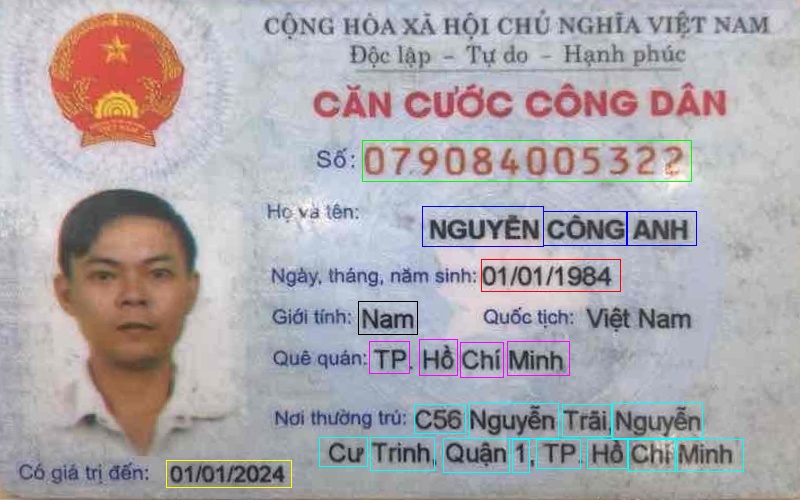 CỘNG HÒA XÃ HỘI CHỦ NGHĨA VIỆT NAM
Độc lập – Tự do – Hạnh phúc
CĂN CƯỚC CÔNG DÂN
Số: 079084005322
Họ và tên:
NGUYỄN CÔNG ANH
Ngày, tháng, năm sinh: 01/01/1984
Giới tính: Nam Quốc tịch: Việt Nam
Quê quán: TP. Hồ Chí Minh
Nơi thường trú: C56 Nguyễn Trãi, Nguyễn
Cư Trinh, Quận 1, TP. Hồ Chí Minh
Có giá trị đến: 01/01/2024